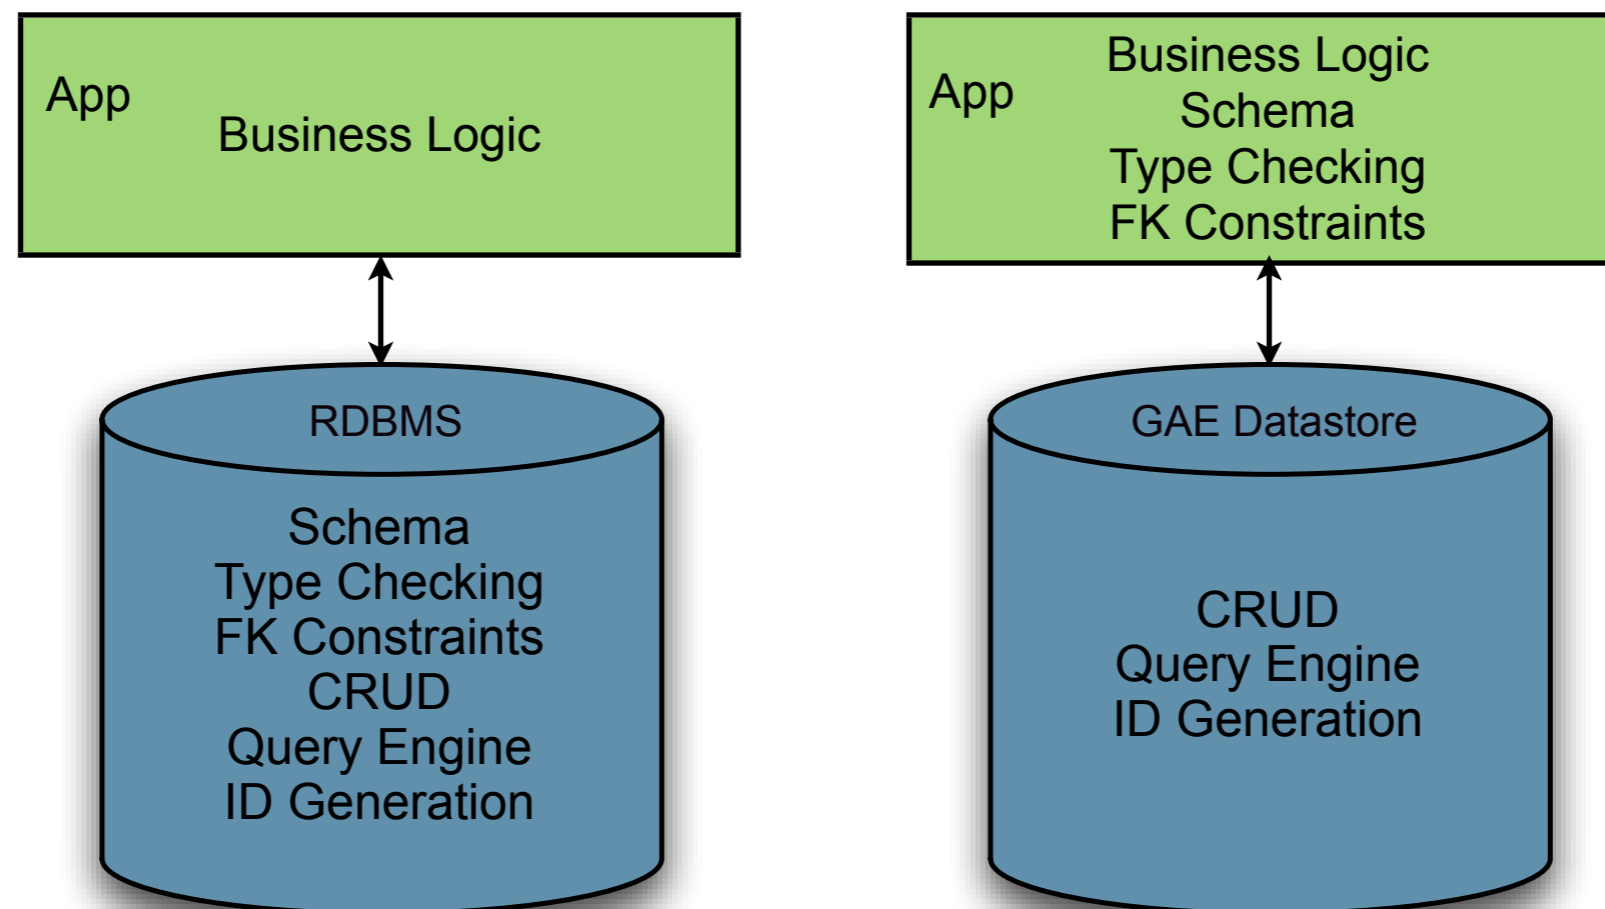 App
Business Logic
RDBMS
Schema
Type Checking
FK Constraints
CRUD
Query Engine
ID Generation
App
Business Logic
Schema
Type Checking
FK Constraints
GAE Datastore
CRUD
Query Engine
ID Generation